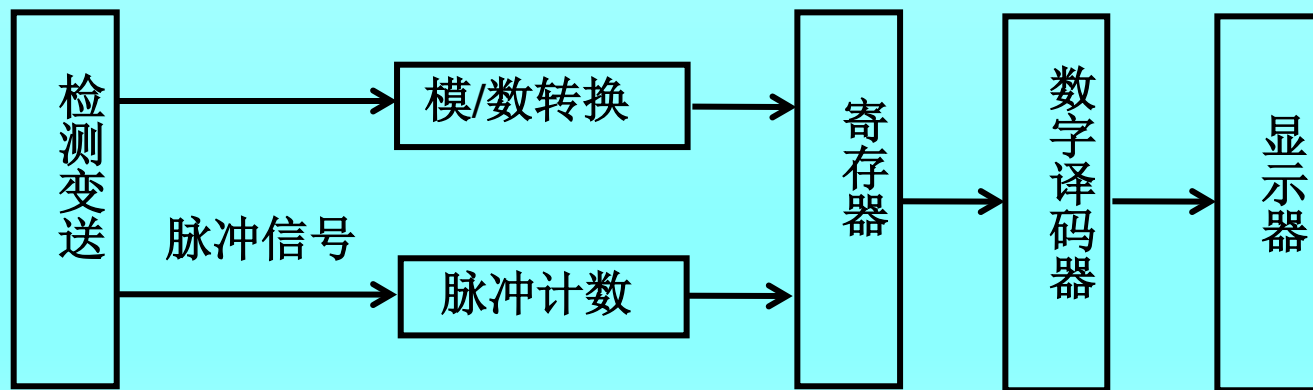 检测变送
模/数转换
脉冲信号
脉冲计数
寄存器
数字译码器
显示器